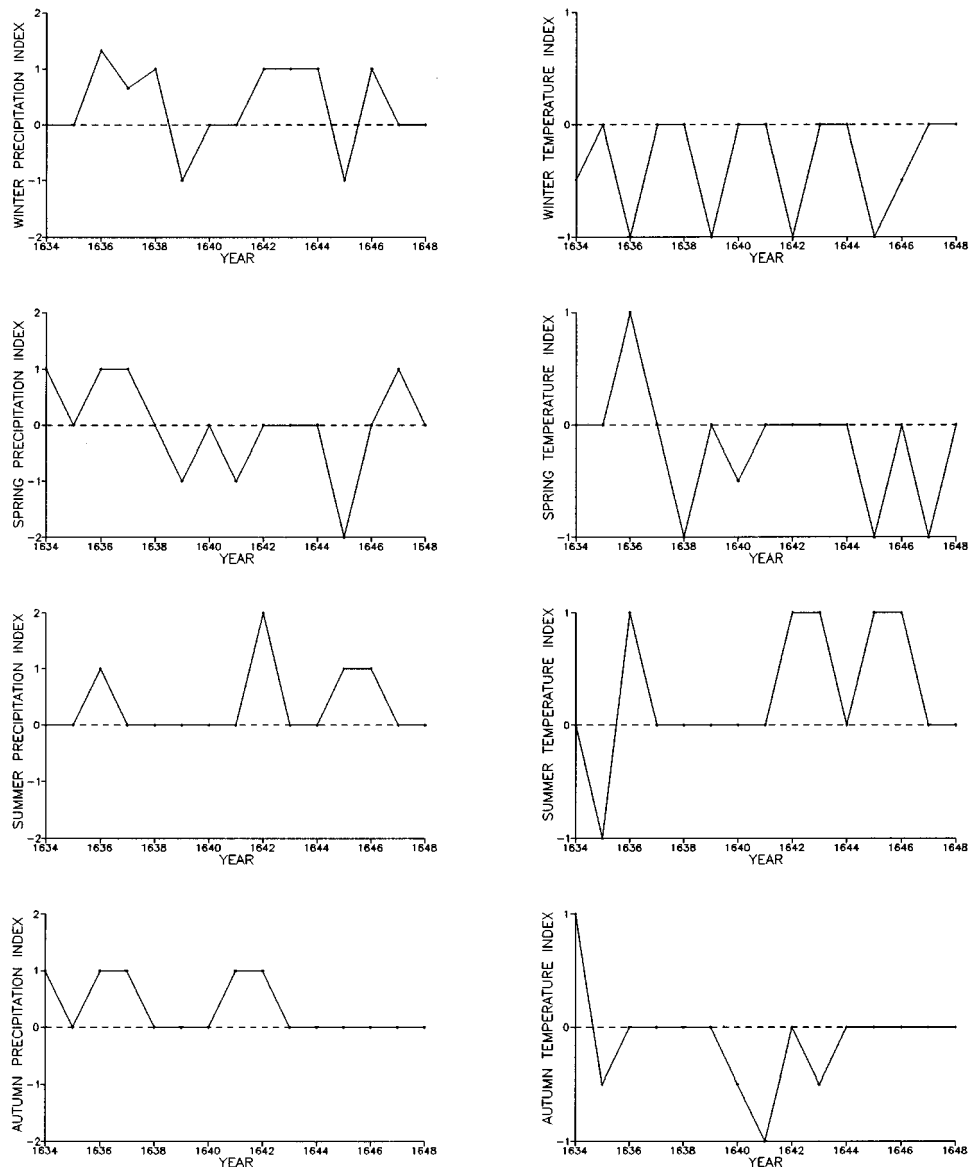 WINTER PRECIPITATION INDEX
2
1
0
-1
-2
1634 1636 1638 1640 1642 1644 1646 1648
YEAR
WINTER TEMPERATURE INDEX
1
0
-1
1634 1636 1638 1640 1642 1644 1646 1648
YEAR
SPRING PRECIPITATION INDEX
2
1
0
-1
-2
1634 1636 1638 1640 1642 1644 1646 1648
YEAR
SPRING TEMPERATURE INDEX
1
0
-1
1634 1636 1638 1640 1642 1644 1646 1648
YEAR
SUMMER PRECIPITATION INDEX
2
1
0
-1
-2
1634 1636 1638 1640 1642 1644 1646 1648
YEAR
SUMMER TEMPERATURE INDEX
1
0
-1
1634 1636 1638 1640 1642 1644 1646 1648
YEAR
AUTUMN PRECIPITATION INDEX
2
1
0
-1
-2
1634 1636 1638 1640 1642 1644 1646 1648
YEAR
AUTUMN TEMPERATURE INDEX
1
0
-1
1634 1636 1638 1640 1642 1644 1646 1648
YEAR